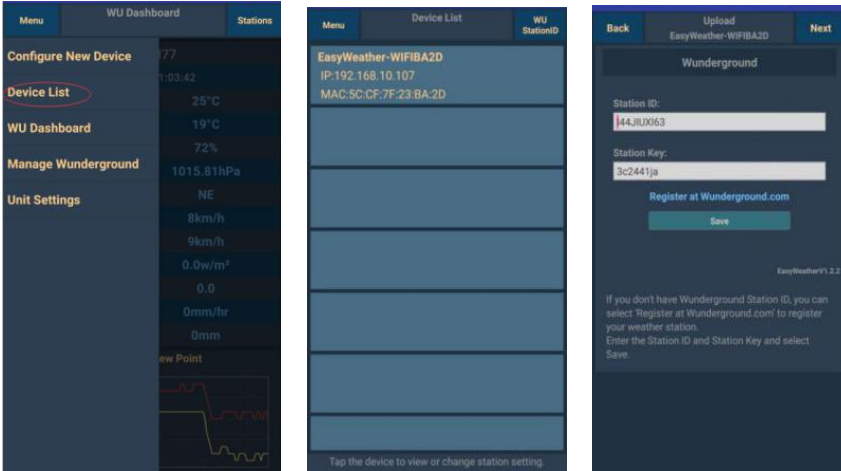 Menu
WU Dashboard
Stations
Configure New Device
Device List
WU Dashboard
Manage Wunderground
Unit Settings
77
1:03:42
25°C
19°C
72%
1015.81hPa
NE
8km/h
9km/h
0.0w/m²
0.0
0mm/hr
0mm
ew Point
Menu
Device List
WU
StationID
EasyWeather-WIFIBA2D
IP:192.168.10.107
MAC:5C:CF:7F:23:BA:2D
Tap the device to view or change station setting.
Back
Upload
EasyWeather-WIFIBA2D
Next
Wunderground
Station ID:
I44JIUXI63
Station Key:
3c2441ja
Register at Wunderground.com
Save
EasyWeatherV1.2.2
If you don't have Wunderground Station ID, you can
select 'Register at Wunderground.com' to register
your weather station.
Enter the Station ID and Station Key and select
Save.